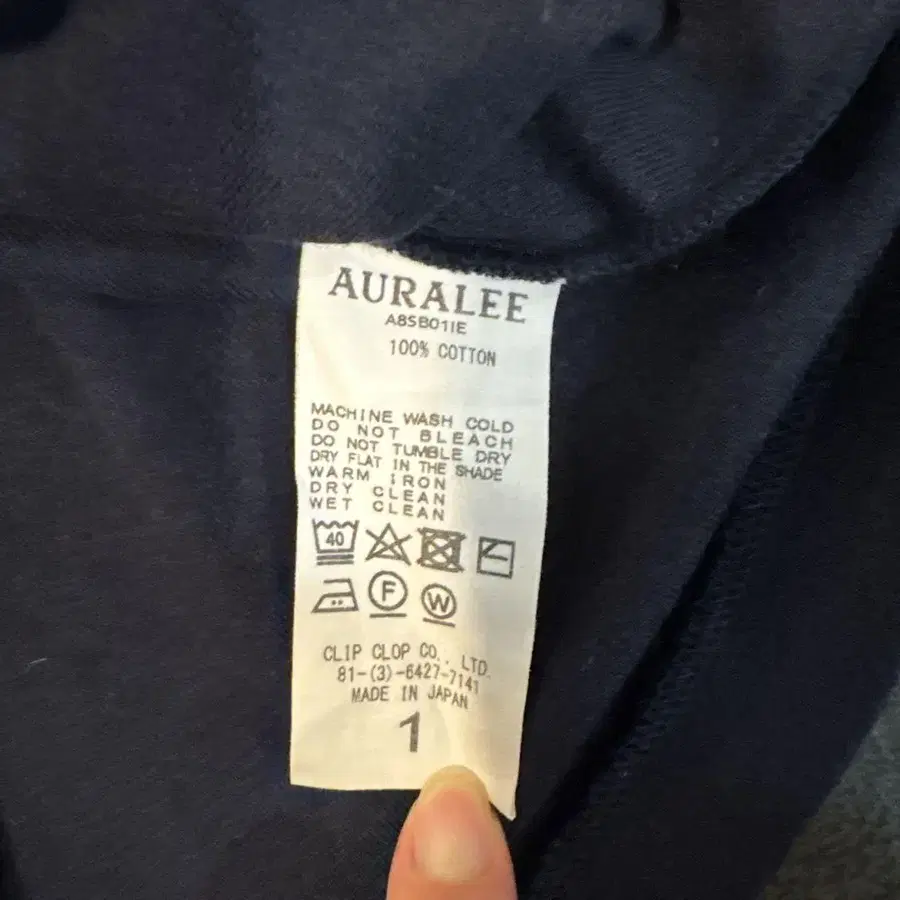 AURALEE
A8SB01IE
100% COTTON
MACHINE WASH COLD
DO NOT BLEACH
DO NOT TUMBLE DRY
DRY FLAT IN THE SHADE
WARM IRON
DRY CLEAN
WET CLEAN
40
F W
CLIP CLOP CO., LTD.
81-(3)-6427-7141
MADE IN JAPAN
1